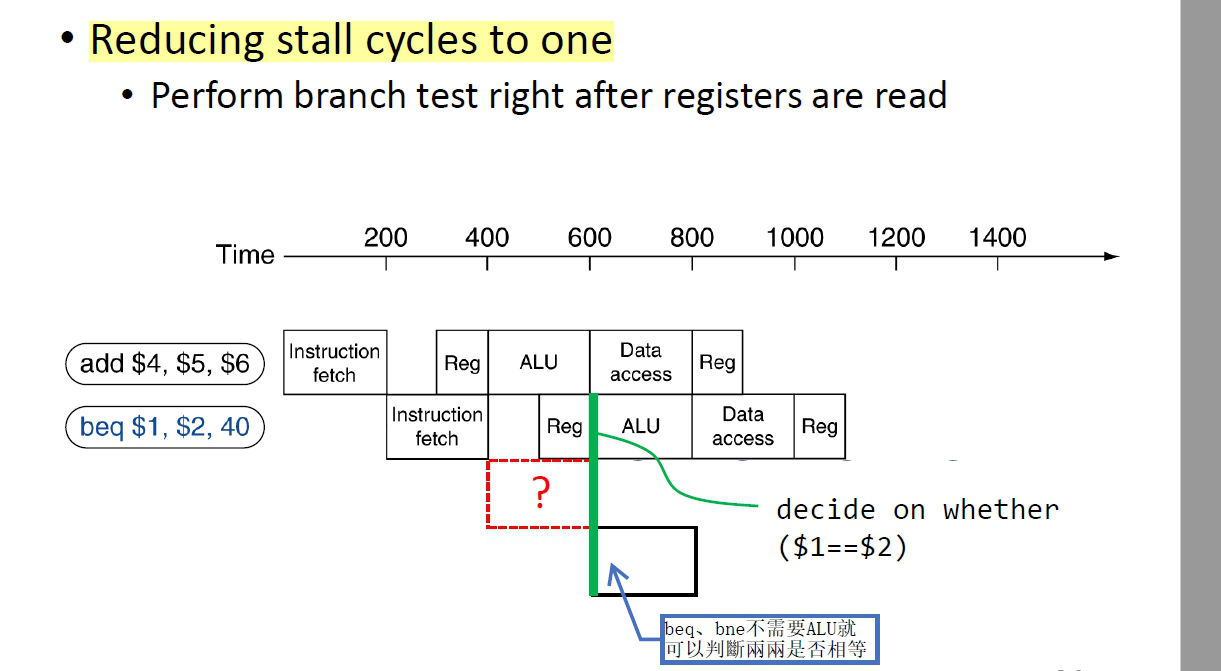 • Reducing stall cycles to one
• Perform branch test right after registers are read
200 400 600 800 1000 1200 1400
Time
add $4, $5, $6
Instruction
fetch
Reg
ALU
Data
access
Reg
beq $1, $2, 40
Instruction
fetch
Reg
ALU
Data
access
Reg
?
decide on whether
($1==$2)
beq、bne不需要ALU就
可以判斷兩兩是否相等